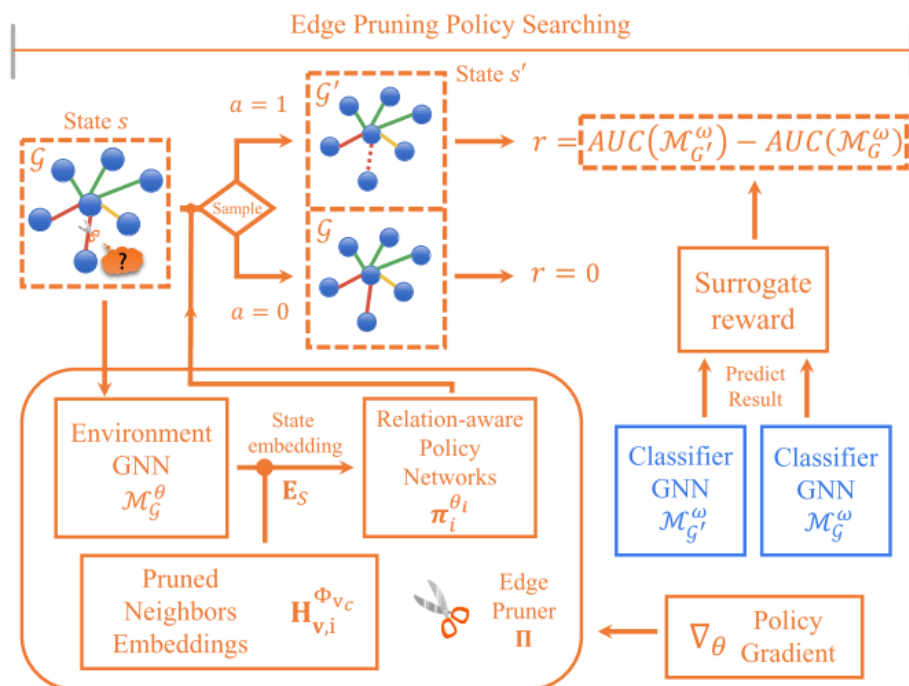 Edge Pruning Policy Searching
State s
𝒢
?
a = 1
Sample
a = 0
State s′
𝒢′
𝒢
r = AUC(ℳ_{G′}^ω) − AUC(ℳ_G^ω)
r = 0
Surrogate
reward
Predict
Result
Classifier
GNN
ℳ_{𝒢′}^ω
Classifier
GNN
ℳ_𝒢^ω
Environment
GNN
ℳ_𝒢^θ
State
embedding
E_S
Relation-aware
Policy
Networks
π_i^{θ_i}
Pruned
Neighbors
Embeddings
H_{v,i}^{Φ_{v_C}}
Edge
Pruner
Π
∇_θ Policy
Gradient